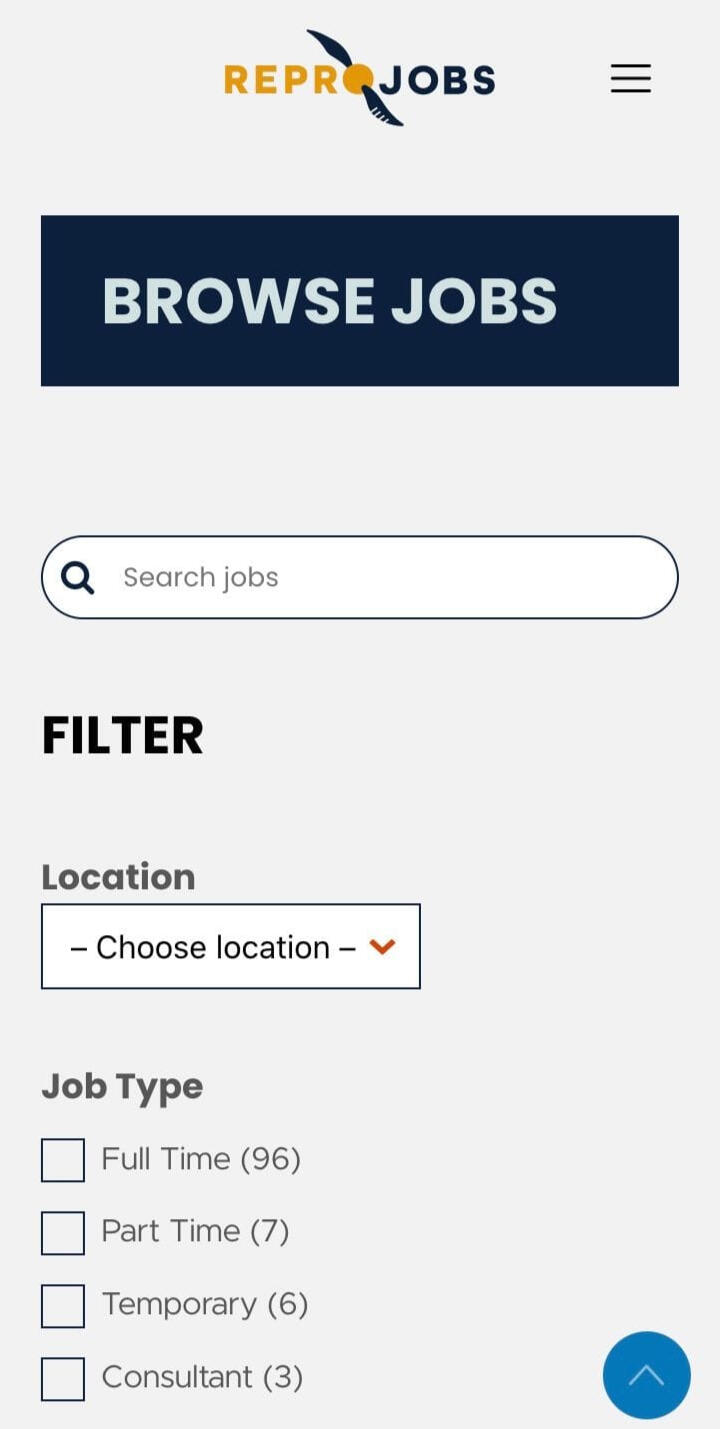 REPROJOBS
BROWSE JOBS
Search jobs
FILTER
Location
– Choose location –
Job Type
Full Time (96)
Part Time (7)
Temporary (6)
Consultant (3)